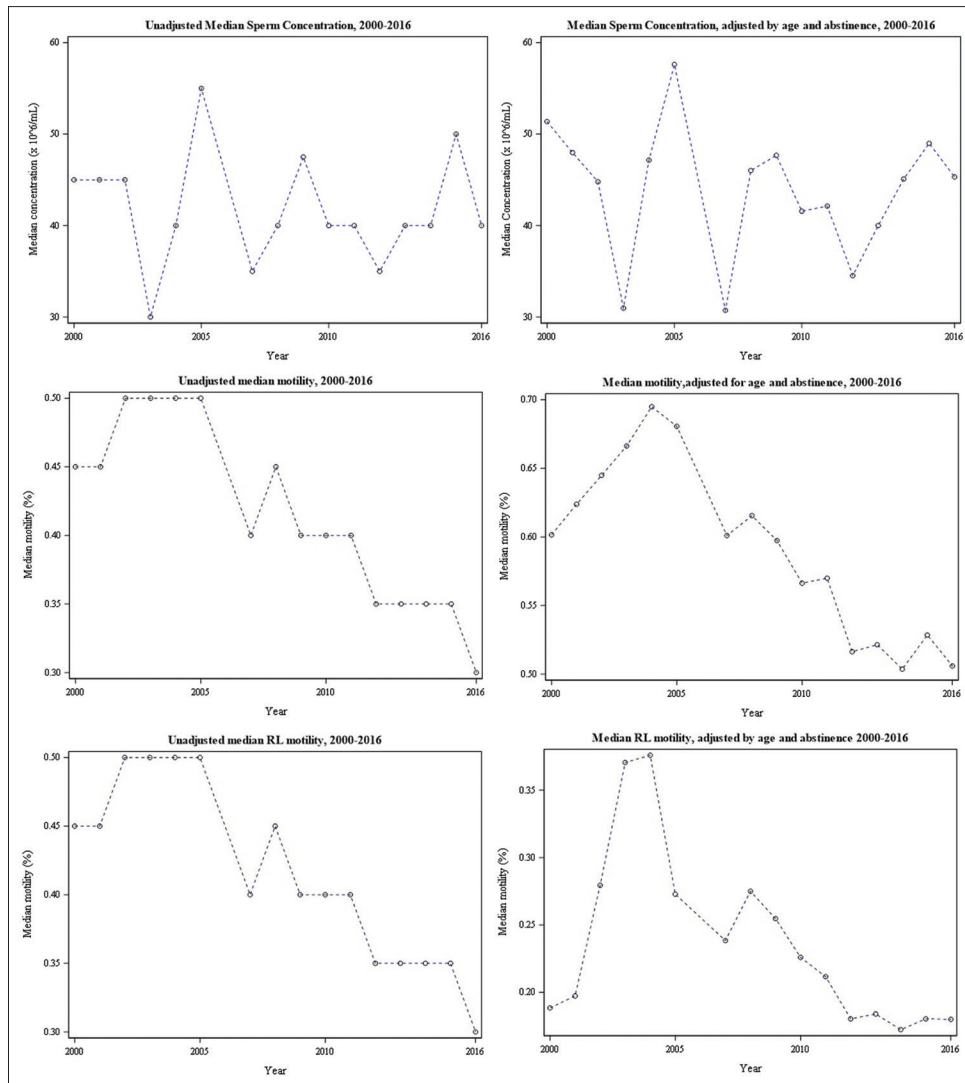 Unadjusted Median Sperm Concentration, 2000-2016
60
50
40
30
Median concentration (x 10^6/mL)
2000
2005
2010
2016
Year
Median Sperm Concentration, adjusted by age and abstinence, 2000-2016
60
50
40
30
Median Concentration (x 10^6/mL)
2000
2005
2010
2016
Year
Unadjusted median motility, 2000-2016
0.50
0.45
0.40
0.35
0.30
Median motility (%)
2000
2005
2010
2016
Year
Median motility,adjusted for age and abstinence, 2000-2016
0.70
0.65
0.60
0.55
0.50
Median motility (%)
2000
2005
2010
2016
Year
Unadjusted median RL motility, 2000-2016
0.50
0.45
0.40
0.35
0.30
Median motility (%)
2000
2005
2010
2016
Year
Median RL motility, adjusted by age and abstinence 2000-2016
0.35
0.30
0.25
0.20
Median motility (%)
2000
2005
2010
2016
Year